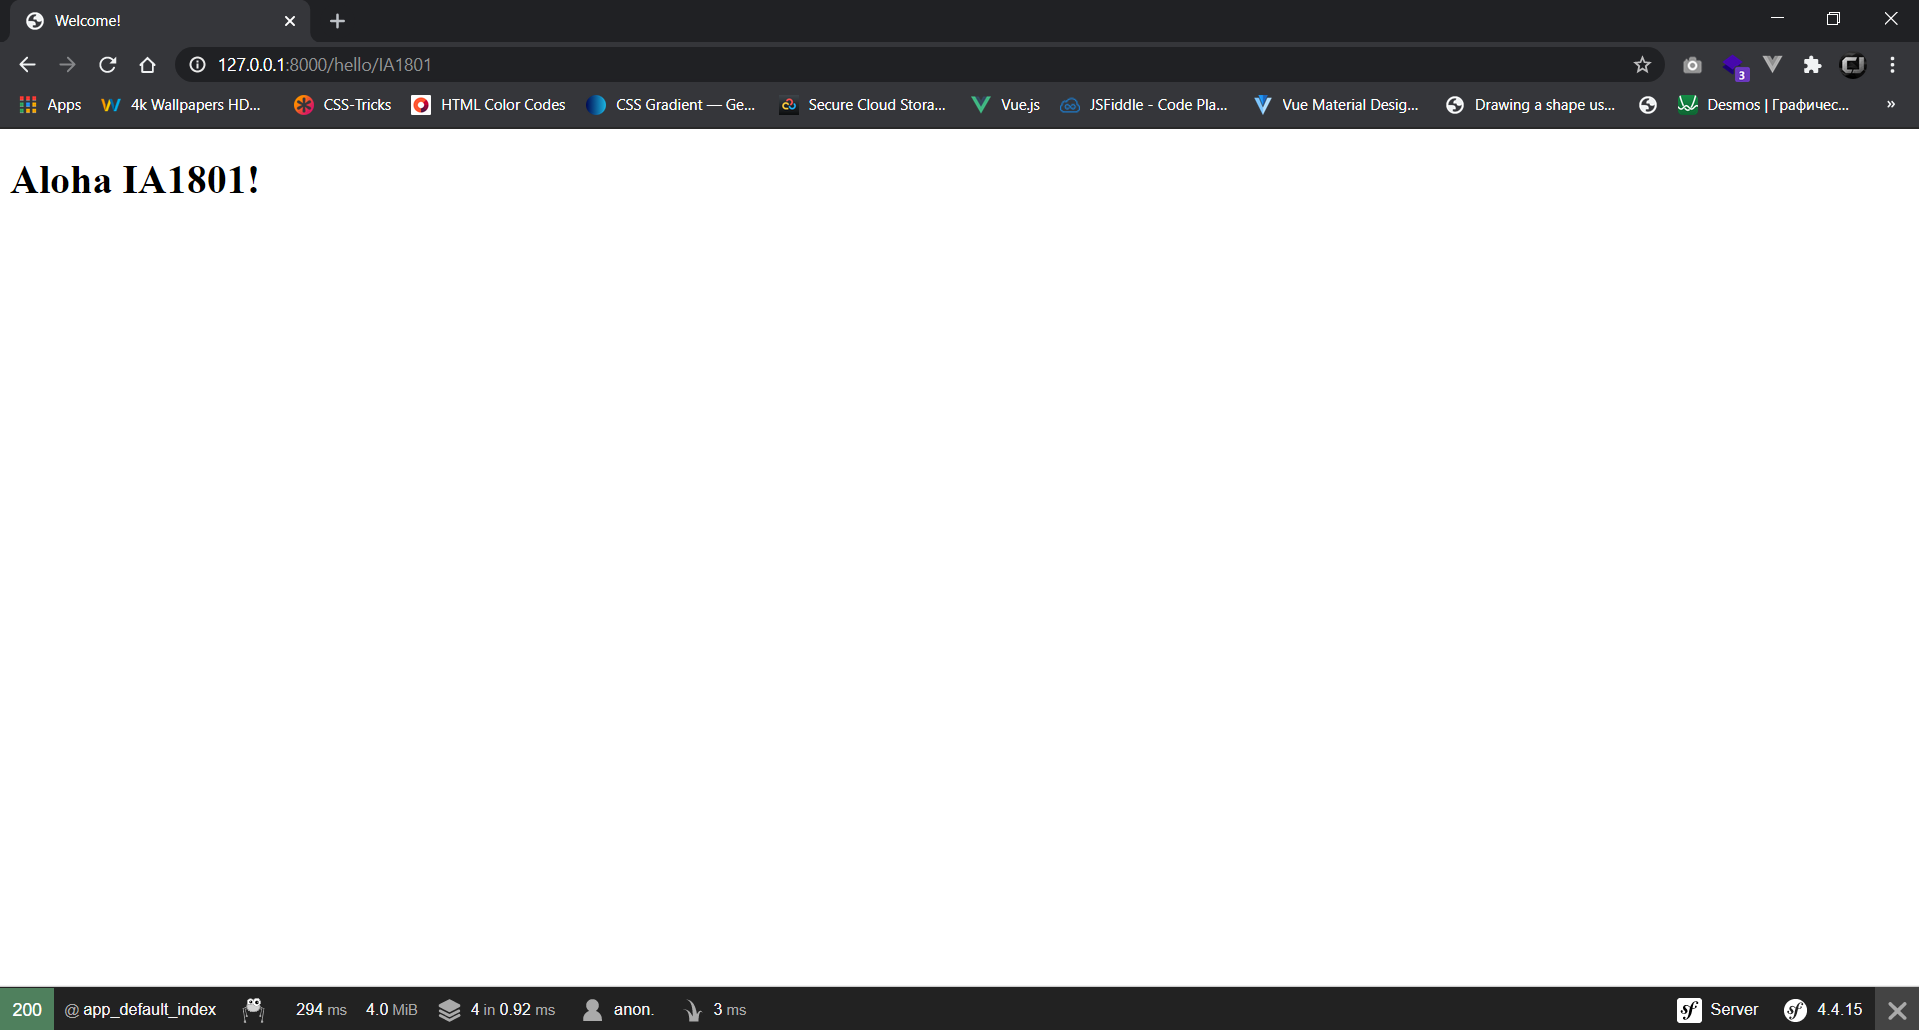 Welcome!
127.0.0.1:8000/hello/IA1801
3
Apps 4k Wallpapers HD... CSS-Tricks HTML Color Codes CSS Gradient — Ge... Secure Cloud Stora... Vue.js JSFiddle - Code Pla... Vue Material Desig... Drawing a shape us... Desmos | Графичес... »
Aloha IA1801!
200 @ app_default_index 294 ms 4.0 MiB 4 in 0.92 ms anon. 3 ms sf Server sf 4.4.15